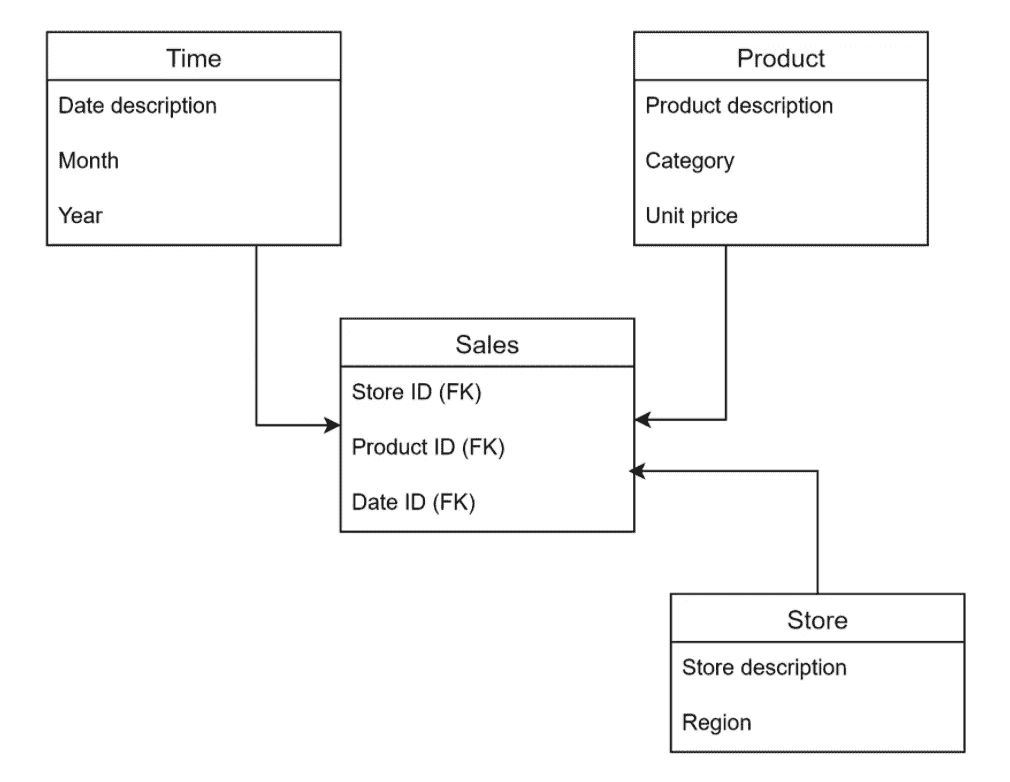 Time
Date description
Month
Year
Product
Product description
Category
Unit price
Sales
Store ID (FK)
Product ID (FK)
Date ID (FK)
Store
Store description
Region